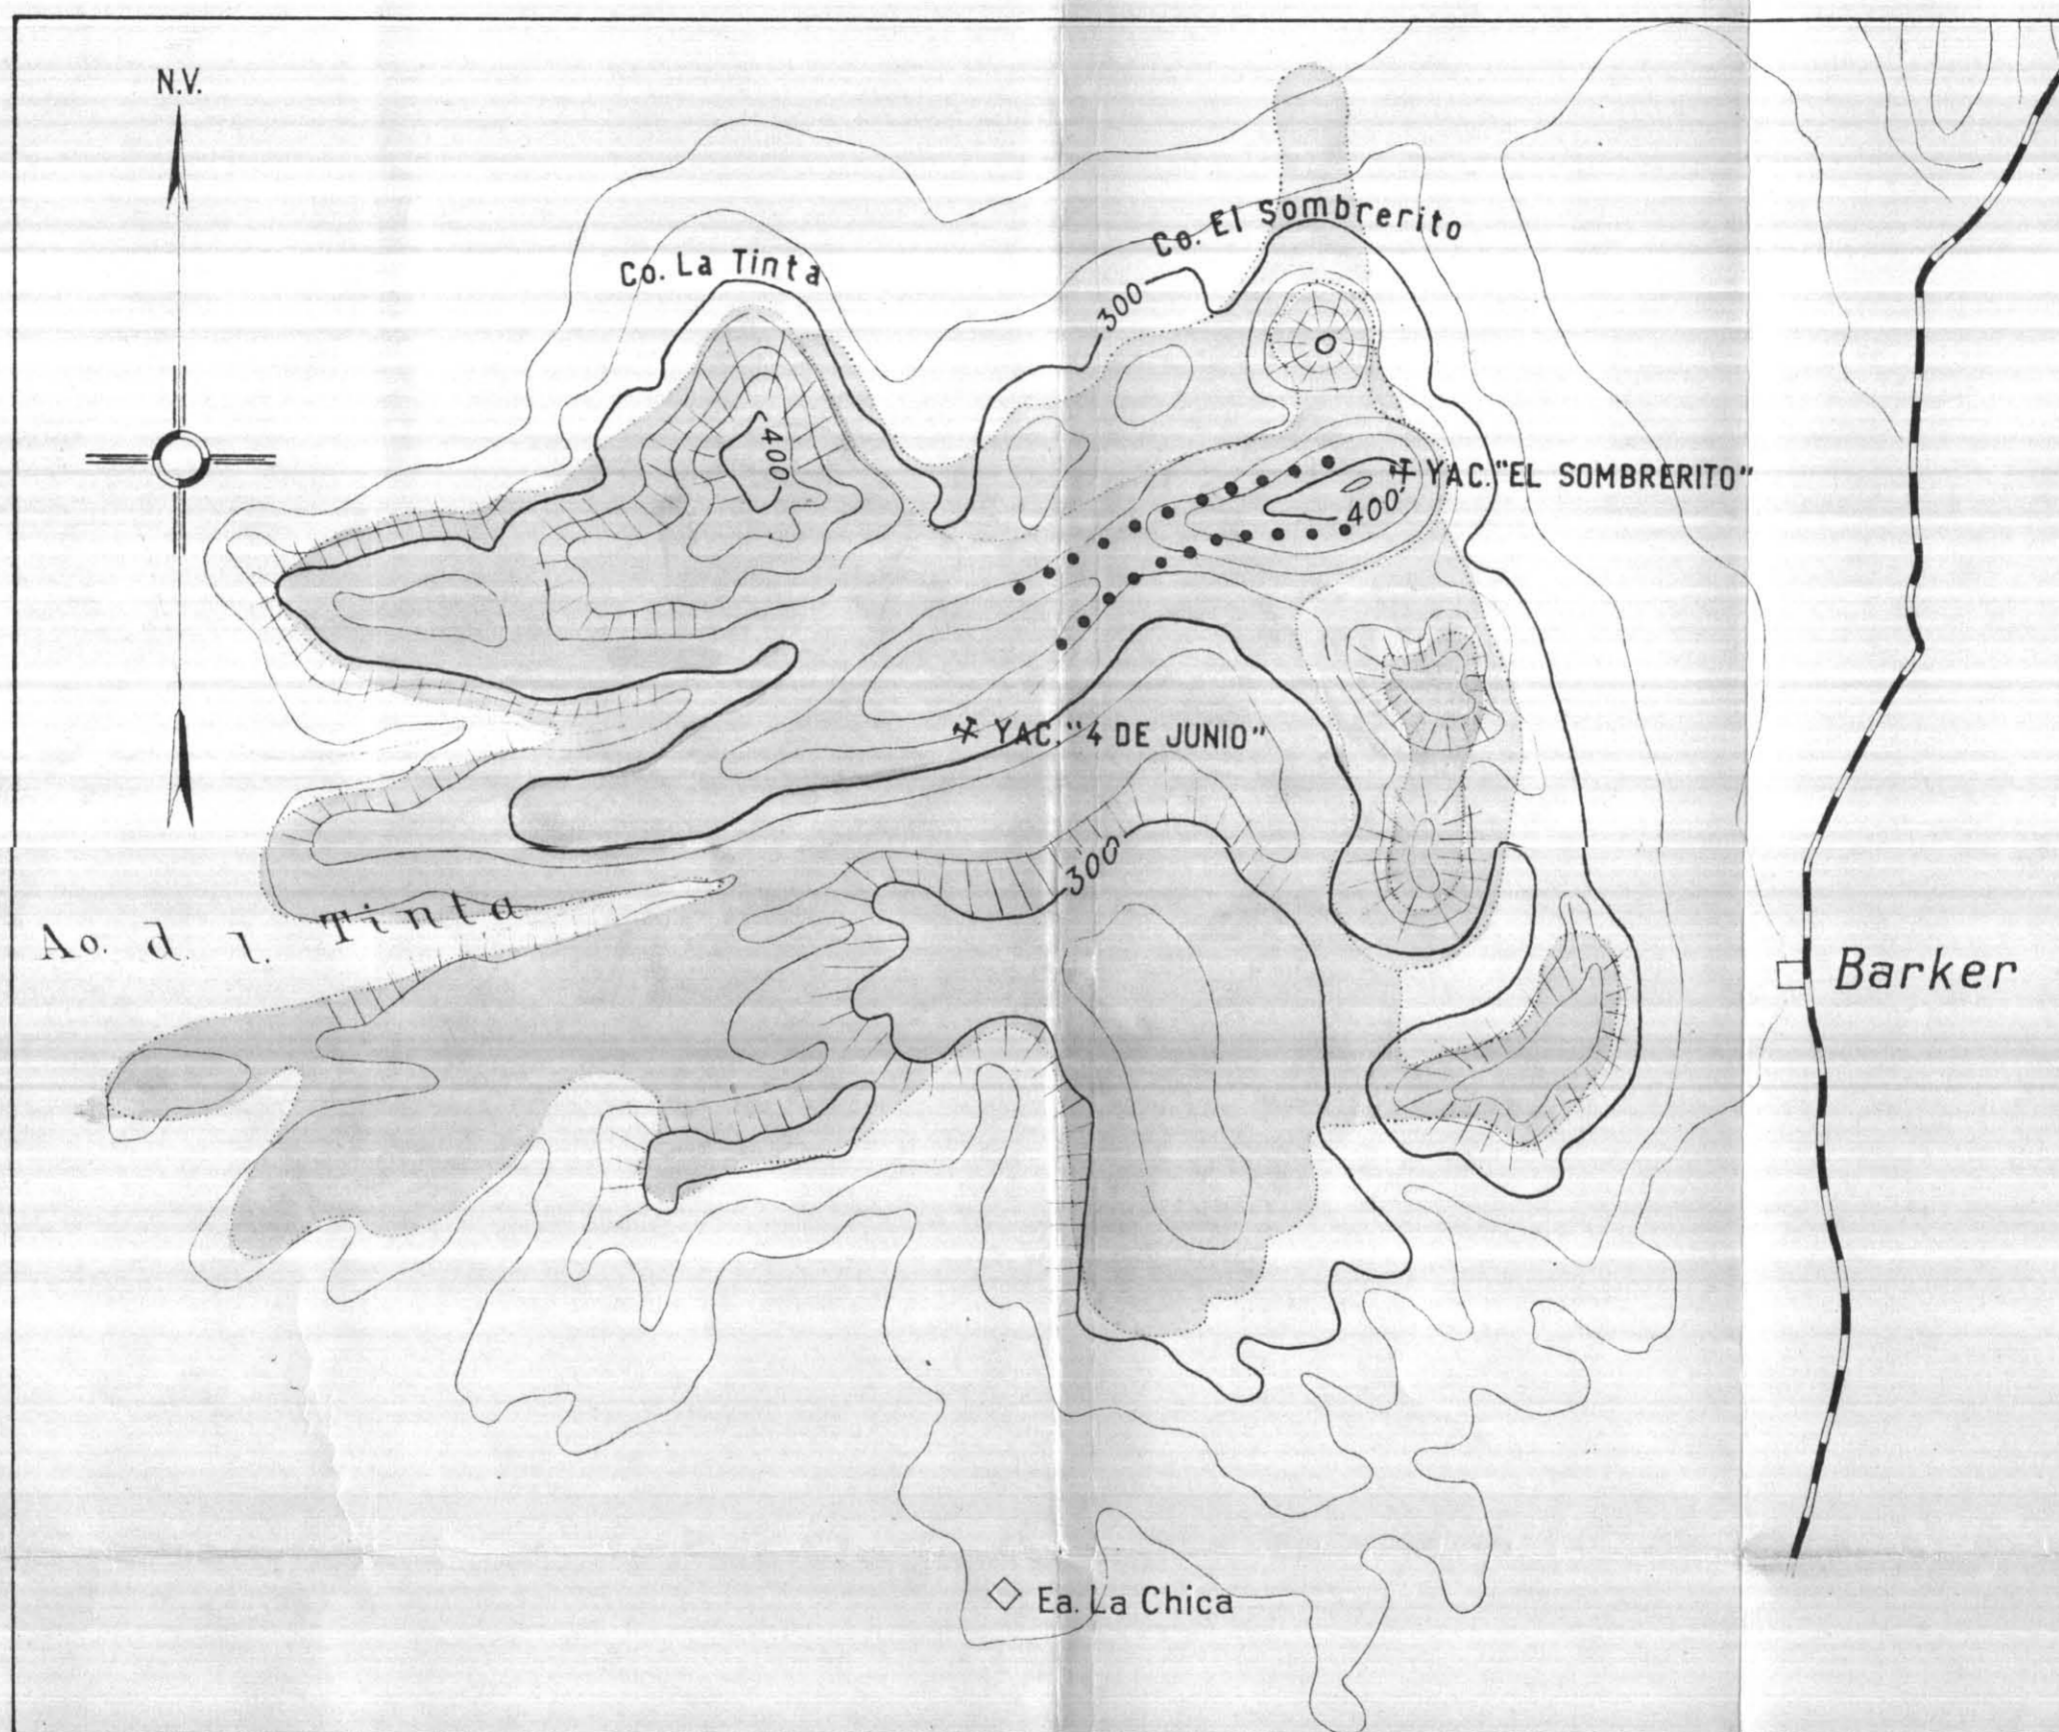 N.V.
Co. El Sombrerito
Co. La Tinta
300
400
YAC. "EL SOMBRERITO"
400
YAC. "4 DE JUNIO"
300
Ao. d l. Tinta
Barker
Ea. La Chica